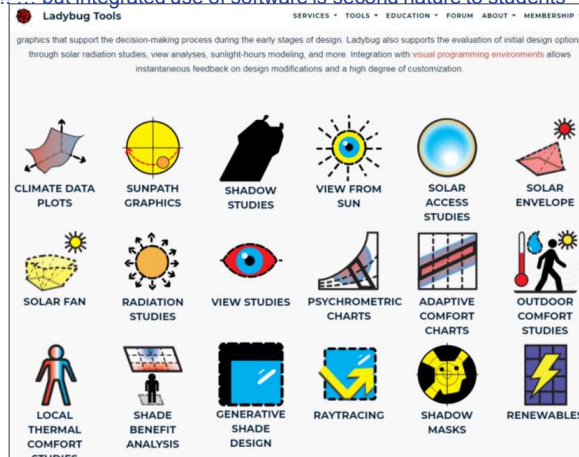 but integrated use of software is second nature to students
Ladybug Tools
SERVICES TOOLS EDUCATION FORUM ABOUT MEMBERSHIP
graphics that support the decision-making process during the early stages of design. Ladybug also supports the evaluation of initial design option
through solar radiation studies, view analyses, sunlight-hours modeling, and more. Integration with visual programming environments allows
instantaneous feedback on design modifications and a high degree of customization.
CLIMATE DATA
PLOTS
SUNPATH
GRAPHICS
SHADOW
STUDIES
VIEW FROM
SUN
SOLAR
ACCESS
STUDIES
SOLAR
ENVELOPE
SOLAR FAN
RADIATION
STUDIES
VIEW STUDIES
PSYCHROMETRIC
CHARTS
ADAPTIVE
COMFORT
CHARTS
OUTDOOR
COMFORT
STUDIES
LOCAL
THERMAL
COMFORT
STUDIES
SHADE
BENEFIT
ANALYSIS
GENERATIVE
SHADE
DESIGN
RAYTRACING
SHADOW
MASKS
RENEWABLES